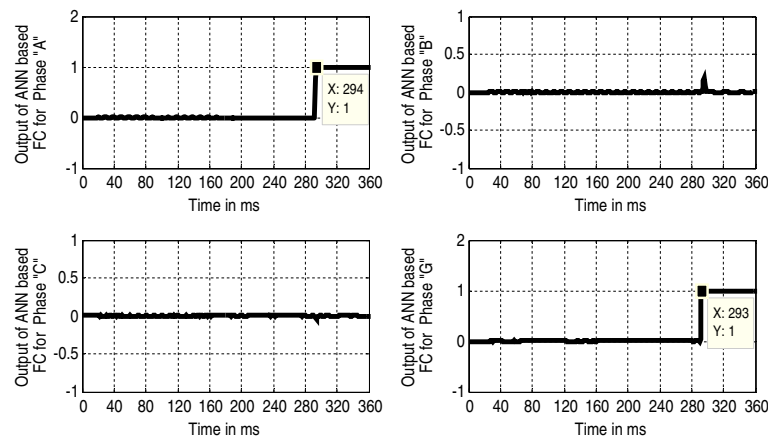 Output of ANN based
FC for Phase "A"
2
1
0
-1
X: 294
Y: 1
0 40 80 120 160 200 240 280 320 360
Time in ms
Output of ANN based
FC for Phase "B"
1
0.5
0
-0.5
-1
0 40 80 120 160 200 240 280 320 360
Time in ms
Output of ANN based
FC for Phase "C"
1
0.5
0
-0.5
-1
0 40 80 120 160 200 240 280 320 360
Time in ms
Output of ANN based
FC for Phase "G"
2
1
0
-1
X: 293
Y: 1
0 40 80 120 160 200 240 280 320 360
Time in ms